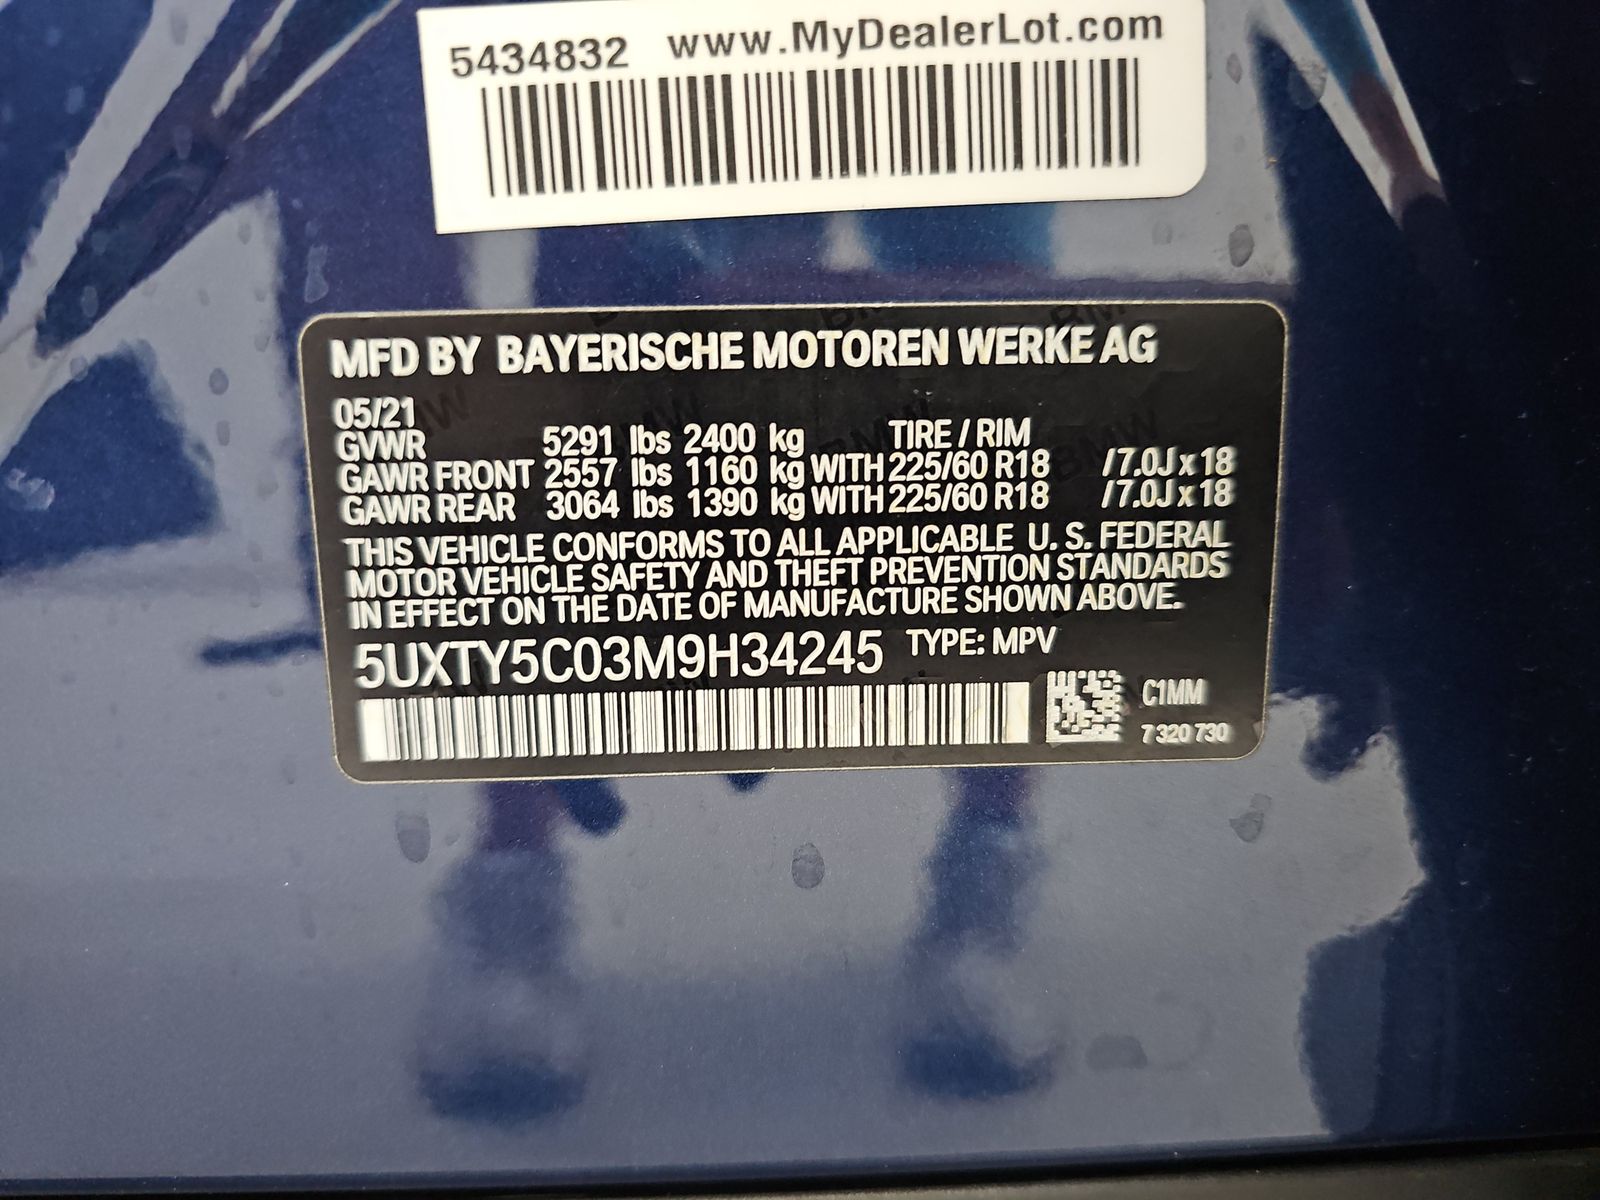 5434832 www.MyDealerLot.com
MFD BY BAYERISCHE MOTOREN WERKE AG
05/21
GVWR 5291 lbs 2400 kg TIRE / RIM
GAWR FRONT 2557 lbs 1160 kg WITH 225/60 R18 /7.0J x 18
GAWR REAR 3064 lbs 1390 kg WITH 225/60 R18 /7.0J x 18
THIS VEHICLE CONFORMS TO ALL APPLICABLE U. S. FEDERAL
MOTOR VEHICLE SAFETY AND THEFT PREVENTION STANDARDS
IN EFFECT ON THE DATE OF MANUFACTURE SHOWN ABOVE.
5UXTY5C03M9H34245 TYPE: MPV
C1MM
7 320 730